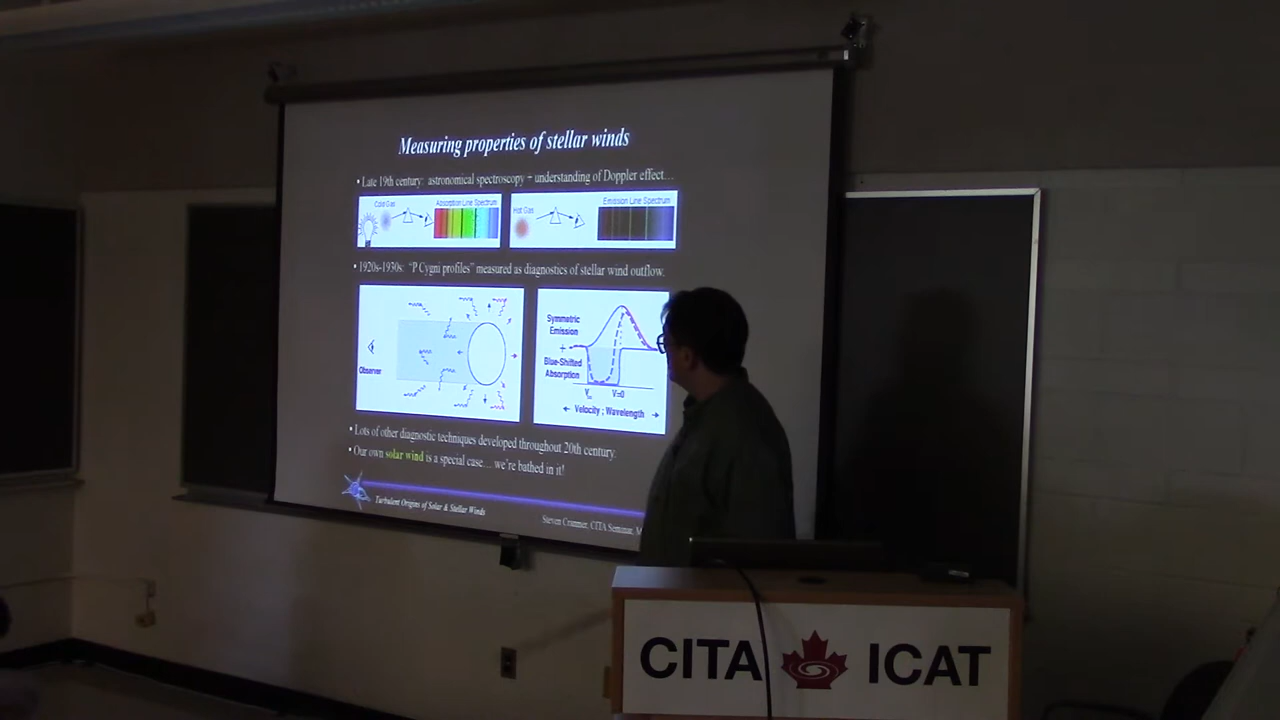 Measuring properties of stellar winds
• Late 19th century: astronomical spectroscopy + understanding of Doppler effect…
Cold Gas
Absorption Line Spectrum
Hot Gas
Emission Line Spectrum
• 1920s-1930s: "P Cygni profiles" measured as diagnostics of stellar wind outflow.
Observer
Symmetric
Emission
+
Blue-Shifted
Absorption
V∞
V=0
← Velocity ; Wavelength →
• Lots of other diagnostic techniques developed throughout 20th century.
• Our own solar wind is a special case… we're bathed in it!
Turbulent Origins of Solar & Stellar Winds
Steven Cranmer, CITA Seminar,
CITA ICAT